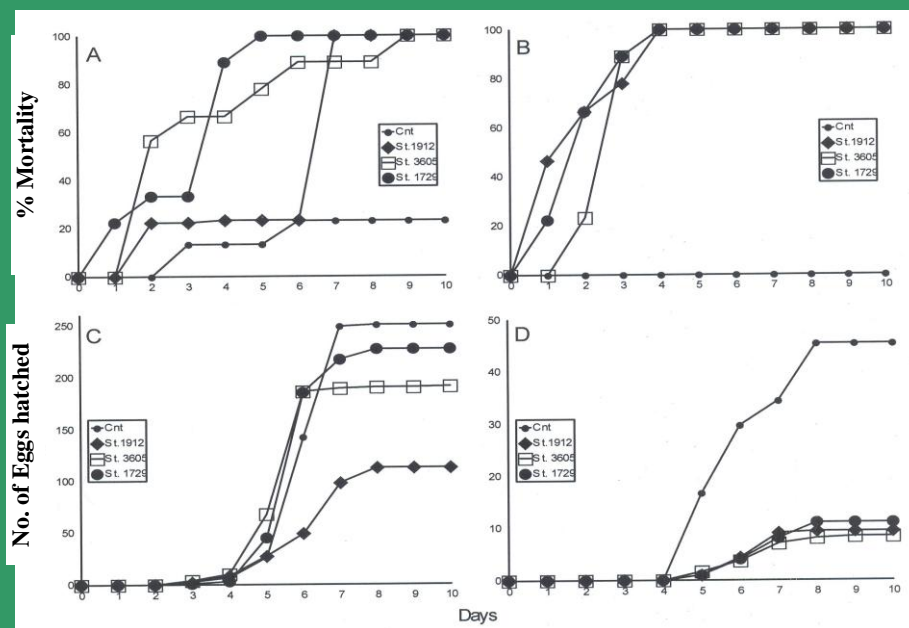 % Mortality
A
100
80
60
40
20
0
Cnt
St.1912
St. 3605
St. 1729
0 1 2 3 4 5 6 7 8 9 10
B
100
80
60
40
20
0
Cnt
St.1912
St. 3605
St. 1729
0 1 2 3 4 5 6 7 8 9 10
No. of Eggs hatched
C
250
200
150
100
50
0
Cnt
St.1912
St. 3605
St. 1729
0 1 2 3 4 5 6 7 8 9 10
D
50
40
30
20
10
0
Cnt
St.1912
St. 3605
St. 1729
0 1 2 3 4 5 6 7 8 9 10
Days